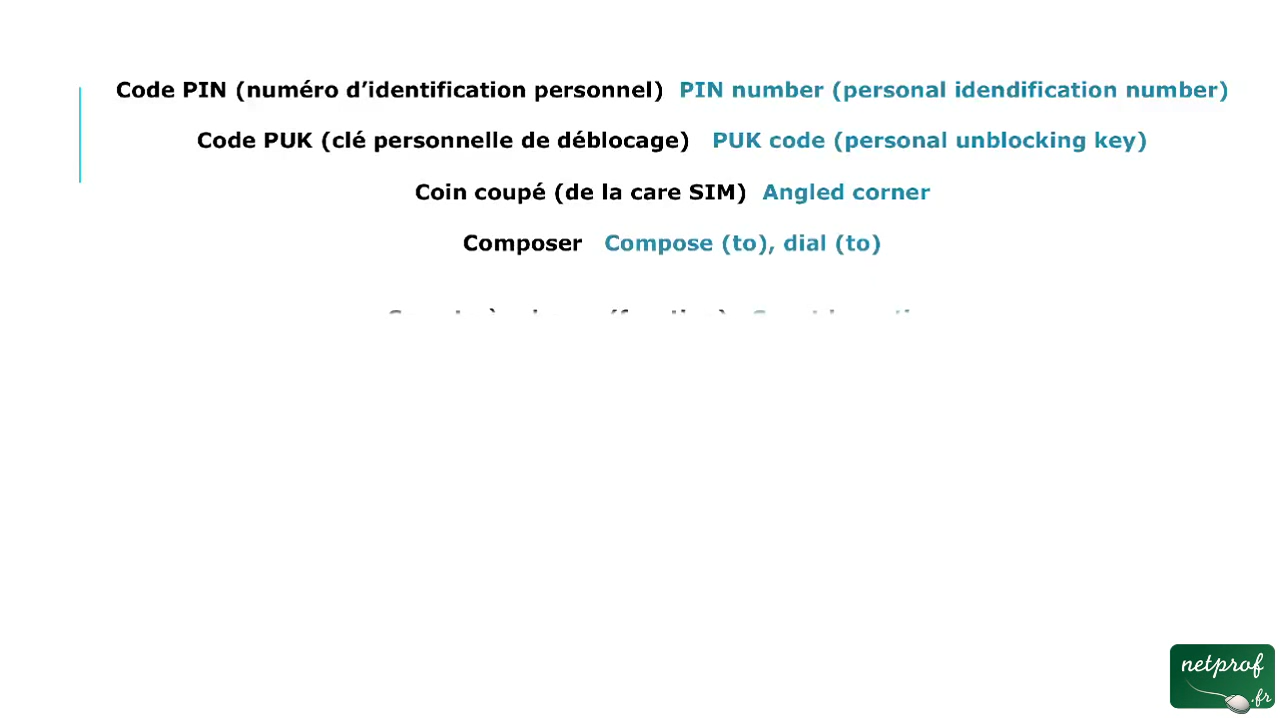 Code PIN (numéro d’identification personnel) PIN number (personal idendification number)
Code PUK (clé personnelle de déblocage) PUK code (personal unblocking key)
Coin coupé (de la care SIM) Angled corner
Composer Compose (to), dial (to)
netprof
.fr